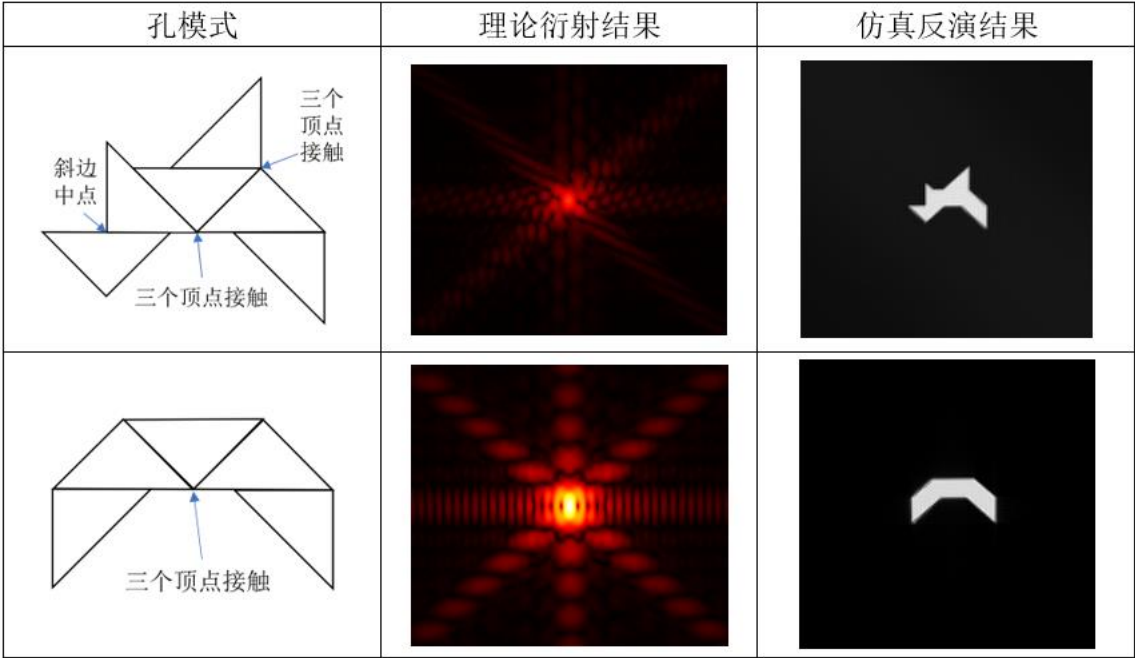 孔模式
理论衍射结果
仿真反演结果
三个
顶点
接触
斜边
中点
三个顶点接触
三个顶点接触